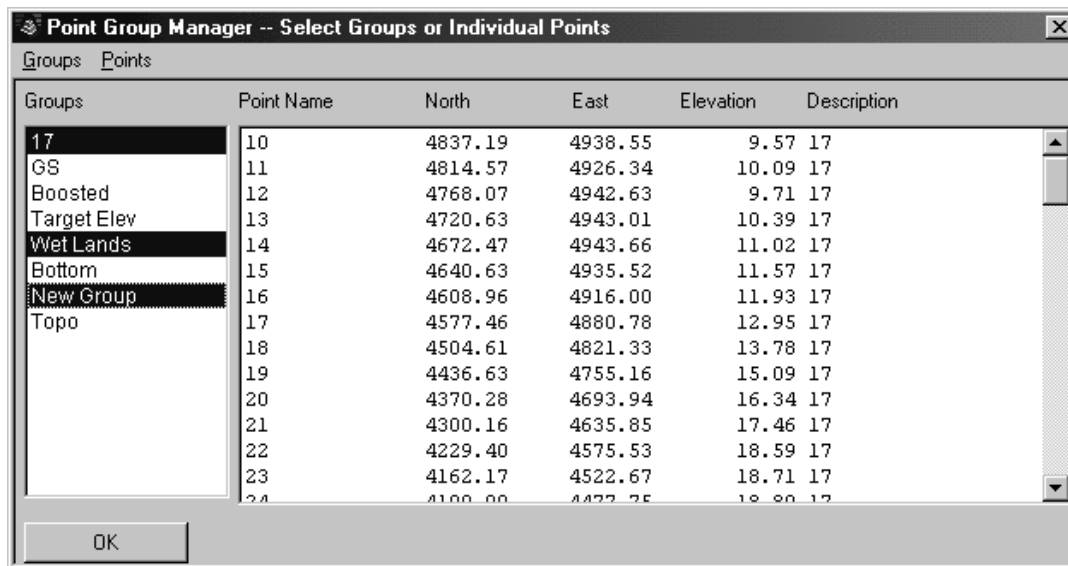 Point Group Manager -- Select Groups or Individual Points
Groups Points
Groups Point Name North East Elevation Description
17
GS
Boosted
Target Elev
Wet Lands
Bottom
New Group
Topo
10 4837.19 4938.55 9.57 17
11 4814.57 4926.34 10.09 17
12 4768.07 4942.63 9.71 17
13 4720.63 4943.01 10.39 17
14 4672.47 4943.66 11.02 17
15 4640.63 4935.52 11.57 17
16 4608.96 4916.00 11.93 17
17 4577.46 4880.78 12.95 17
18 4504.61 4821.33 13.78 17
19 4436.63 4755.16 15.09 17
20 4370.28 4693.94 16.34 17
21 4300.16 4635.85 17.46 17
22 4229.40 4575.53 18.59 17
23 4162.17 4522.67 18.71 17
24 17
OK